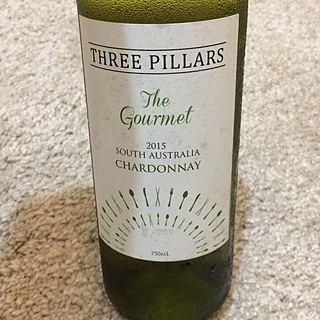 THREE PILLARS
The
Gourmet
2015
SOUTH AUSTRALIA
CHARDONNAY
750mL